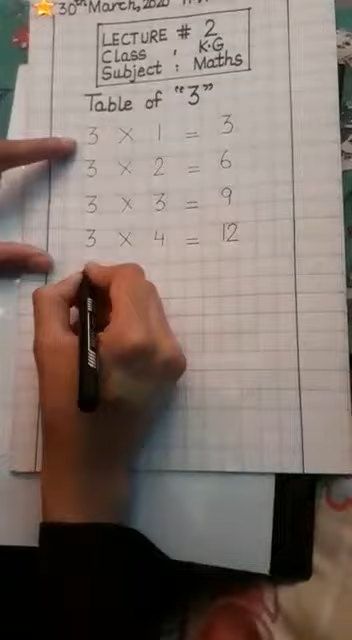 30th March, 2020
LECTURE # 2
Class : K.G
Subject : Maths
Table of "3"
3 × 1 = 3
3 × 2 = 6
3 × 3 = 9
3 × 4 = 12